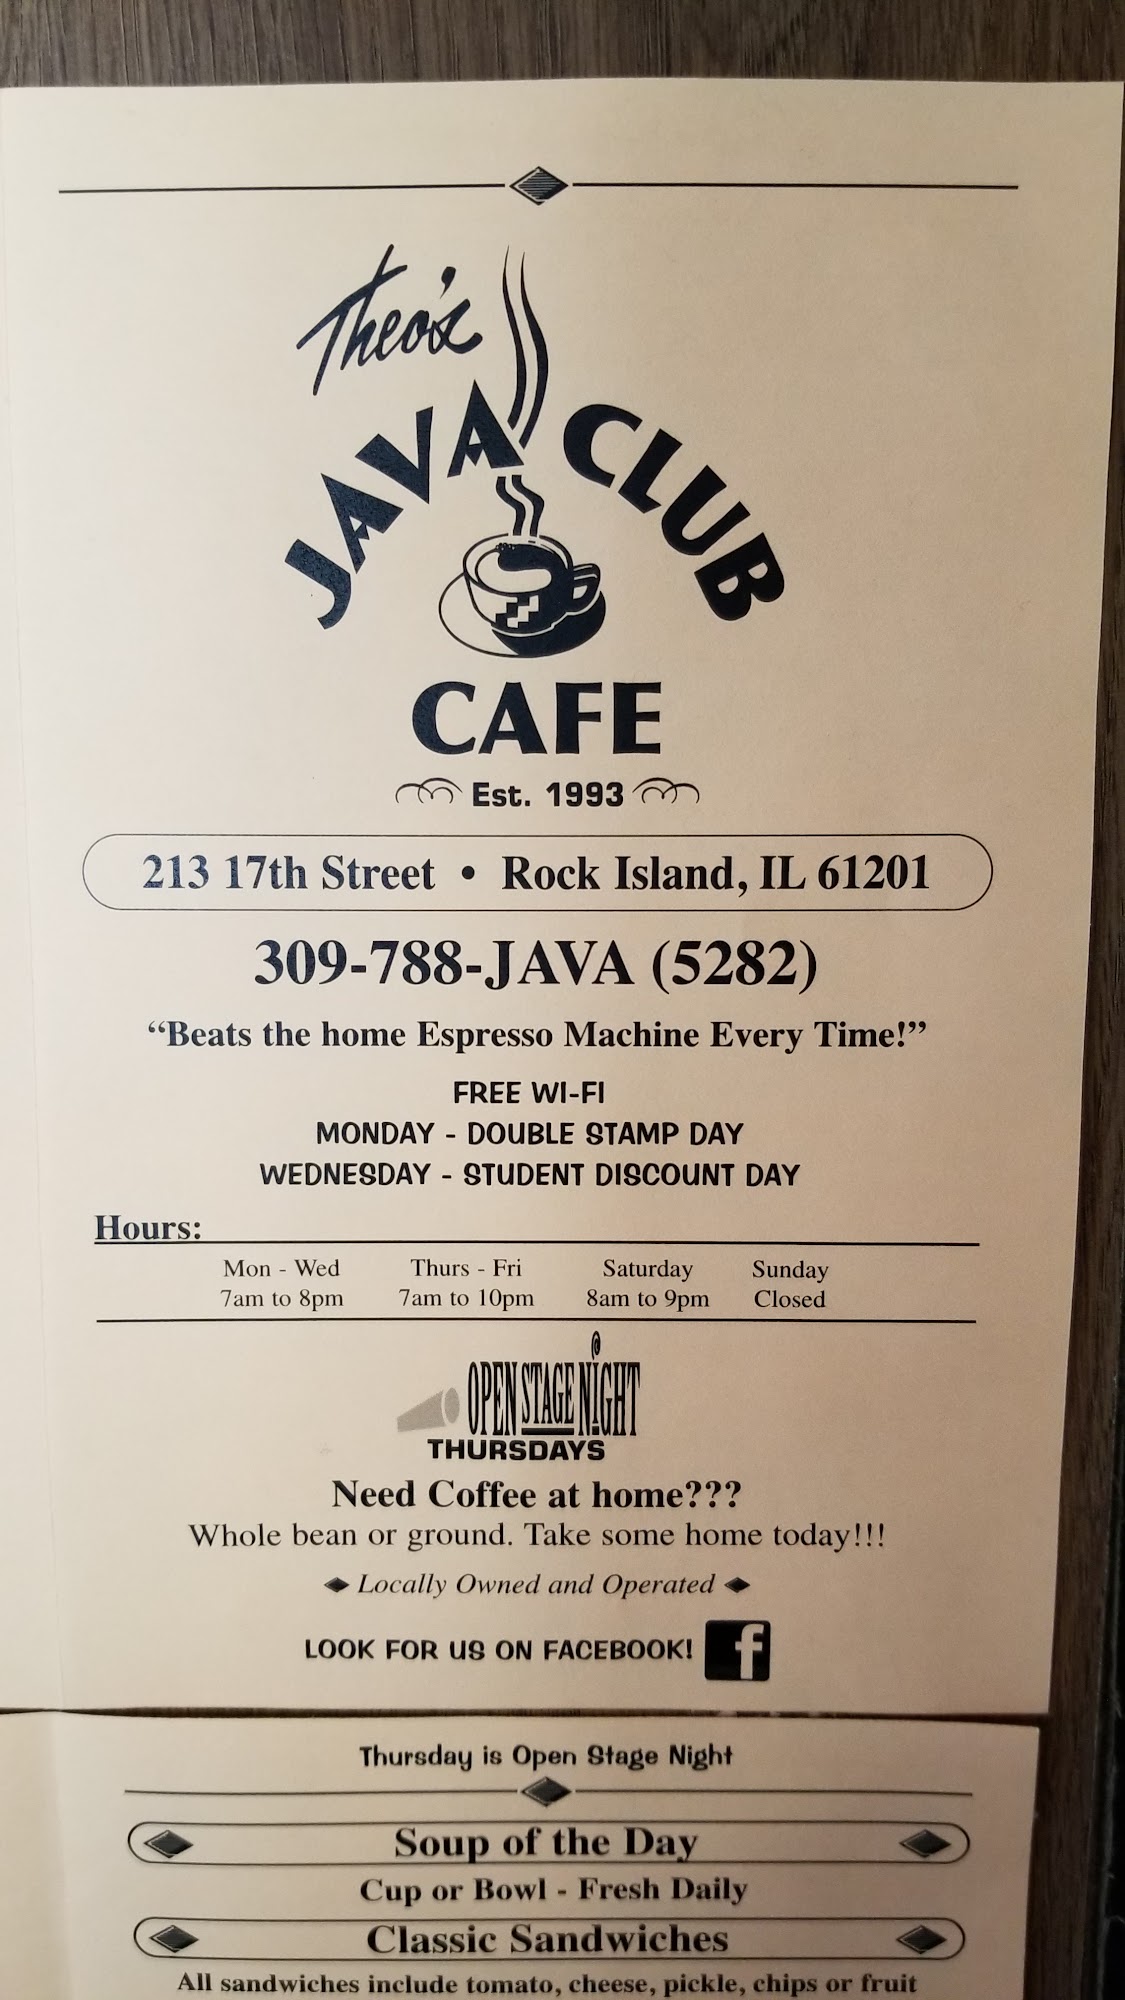 Theo's
JAVA CLUB
CAFE
Est. 1993
213 17th Street • Rock Island, IL 61201
309-788-JAVA (5282)
“Beats the home Espresso Machine Every Time!”
FREE WI-FI
MONDAY - DOUBLE STAMP DAY
WEDNESDAY - STUDENT DISCOUNT DAY
Hours:
Mon - Wed Thurs - Fri Saturday Sunday
7am to 8pm 7am to 10pm 8am to 9pm Closed
OPEN STAGE NiGHT
THURSDAYS
Need Coffee at home???
Whole bean or ground. Take some home today!!!
Locally Owned and Operated
LOOK FOR US ON FACEBOOK! f
Thursday is Open Stage Night
Soup of the Day
Cup or Bowl - Fresh Daily
Classic Sandwiches
All sandwiches include tomato, cheese, pickle, chips or fruit